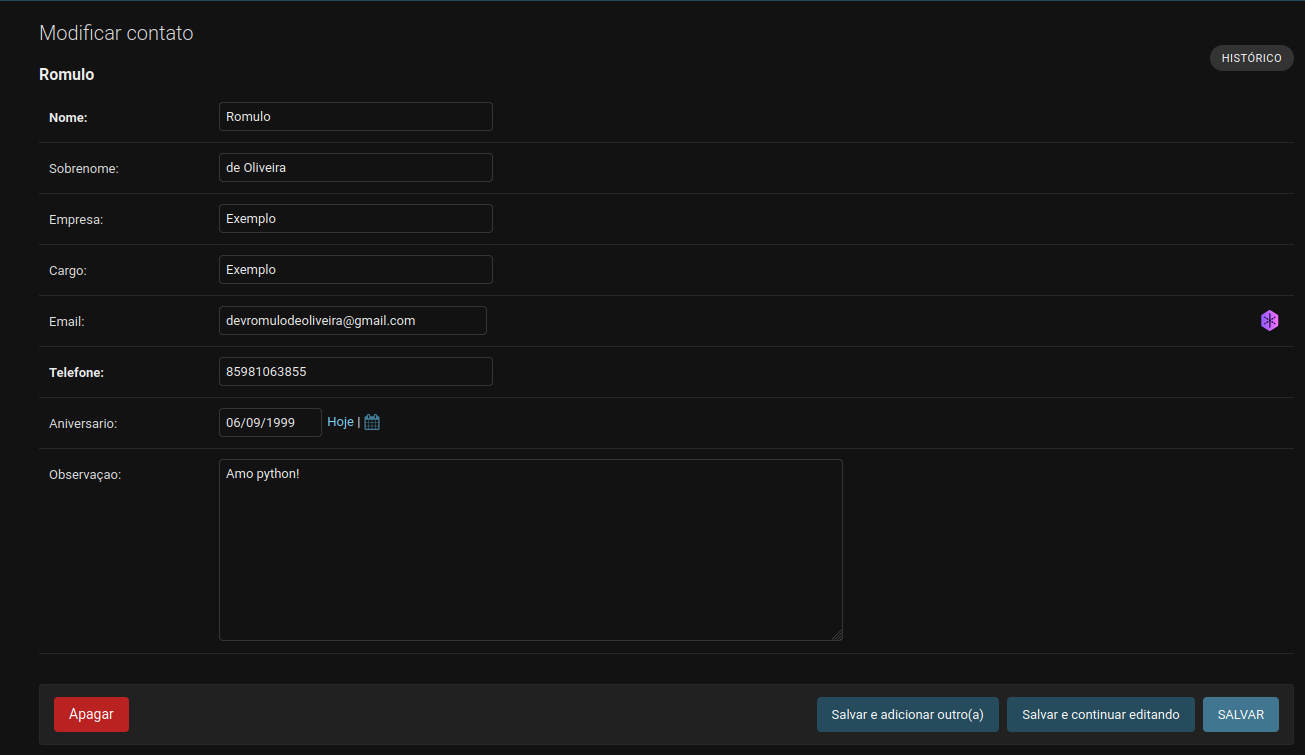 Modificar contato
HISTÓRICO
Romulo
Nome: Romulo
Sobrenome: de Oliveira
Empresa: Exemplo
Cargo: Exemplo
Email: devromulodeoliveira@gmail.com
Telefone: 85981063855
Aniversario: 06/09/1999 Hoje |
Observaçao: Amo python!
Apagar Salvar e adicionar outro(a) Salvar e continuar editando SALVAR